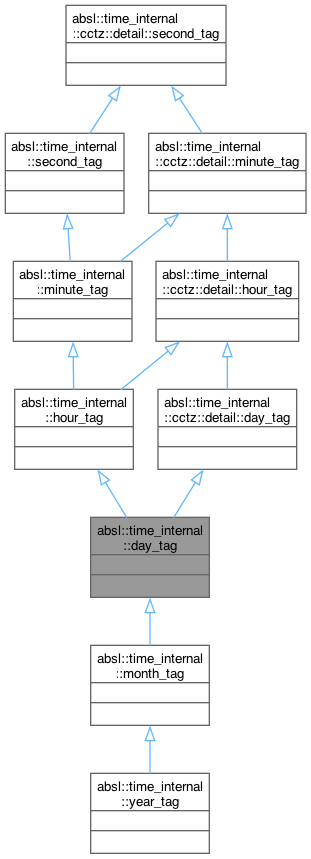 absl::time_internal
::cctz::detail::second_tag
absl::time_internal
::second_tag
absl::time_internal
::cctz::detail::minute_tag
absl::time_internal
::minute_tag
absl::time_internal
::cctz::detail::hour_tag
absl::time_internal
::hour_tag
absl::time_internal
::cctz::detail::day_tag
absl::time_internal
::day_tag
absl::time_internal
::month_tag
absl::time_internal
::year_tag